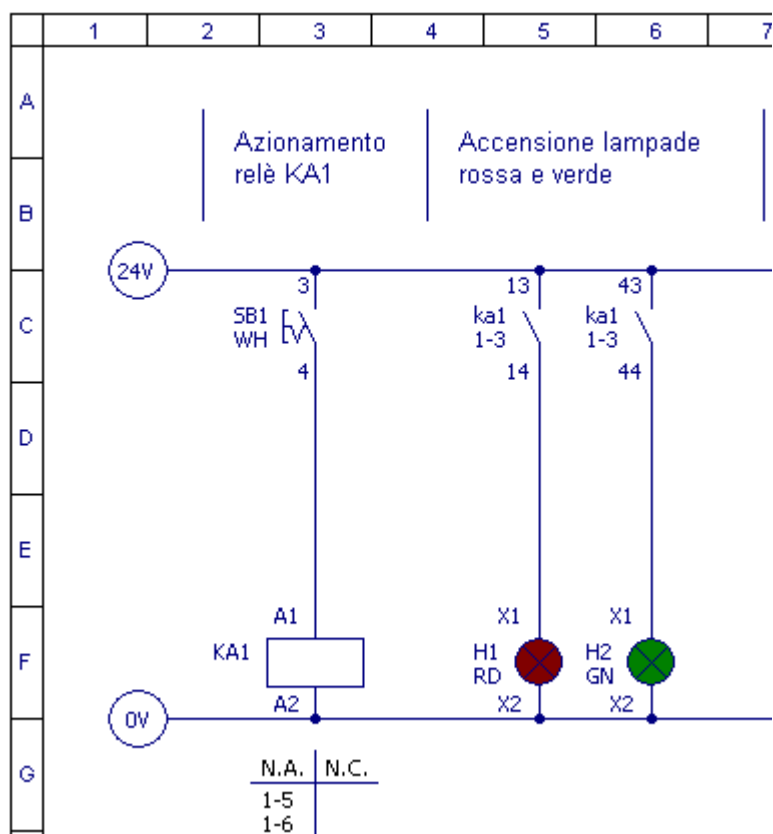 1 2 3 4 5 6 7
A
Azionamento
relè KA1
Accensione lampade
rossa e verde
B
24V
3 13 43
C
SB1
WH
ka1
1-3
ka1
1-3
4 14 44
D
E
A1 X1 X1
F
KA1
H1
RD
H2
GN
A2 X2 X2
0V
G
N.A. N.C.
1-5
1-6